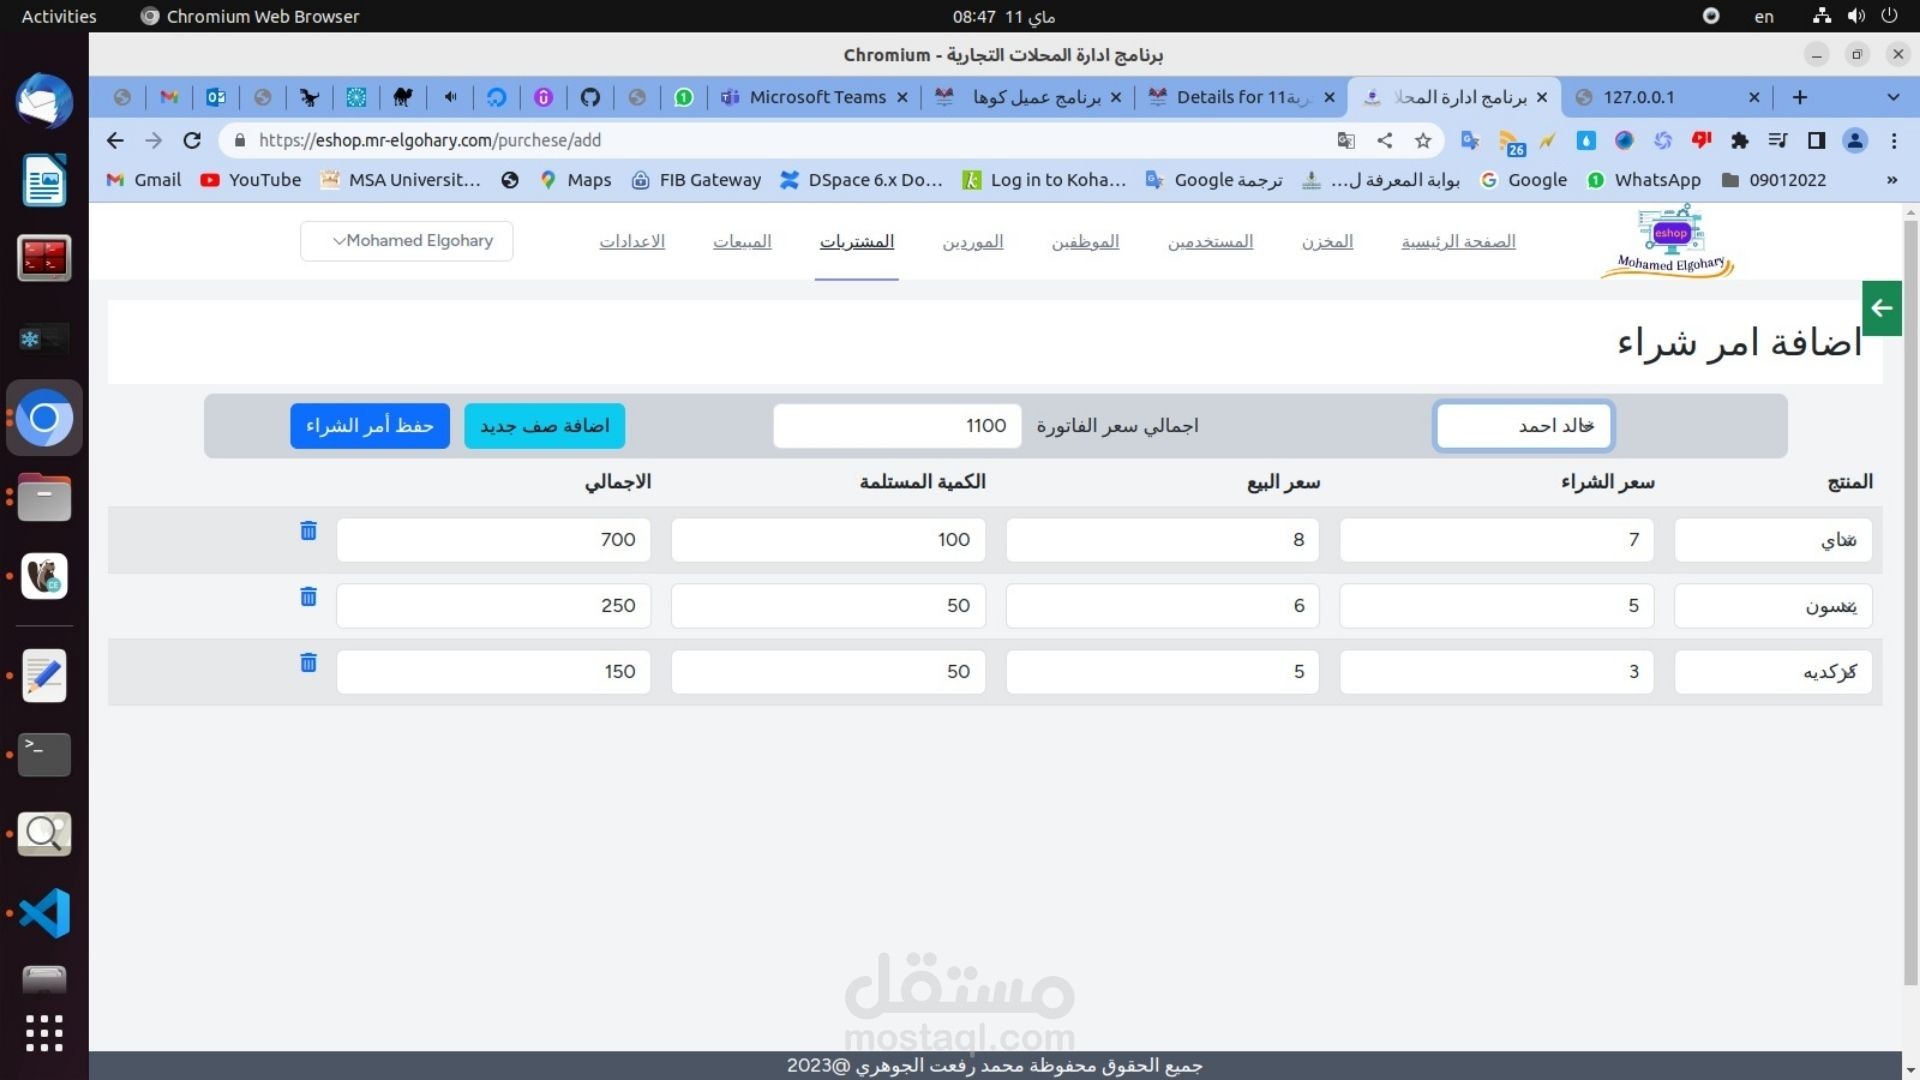 Activities Chromium Web Browser 08:47 11 ماي en
برنامج ادارة المحلات التجارية - Chromium
Microsoft Teams برنامج عميل كوها Details for 11 برنامج ادارة المحلا 127.0.0.1
https://eshop.mr-elgohary.com/purchese/add 26
Gmail YouTube MSA Universit... Maps FIB Gateway DSpace 6.x Do... Log in to Koha... ترجمة Google بوابة المعرفة ل... Google WhatsApp 09012022 »
eshop
Mohamed Elgohary
الصفحة الرئيسية المخزن المستخدمين الموظفين الموردين المشتريات المبيعات الاعدادات Mohamed Elgohary
اضافة امر شراء
خالد احمد اجمالي سعر الفاتورة 1100 اضافة صف جديد حفظ أمر الشراء
المنتج سعر الشراء سعر البيع الكمية المستلمة الاجمالي
شاي 7 8 100 700
ينسون 5 6 50 250
كركديه 3 5 50 150
مستقل
mostaql.com
جميع الحقوق محفوظة محمد رفعت الجوهري @2023